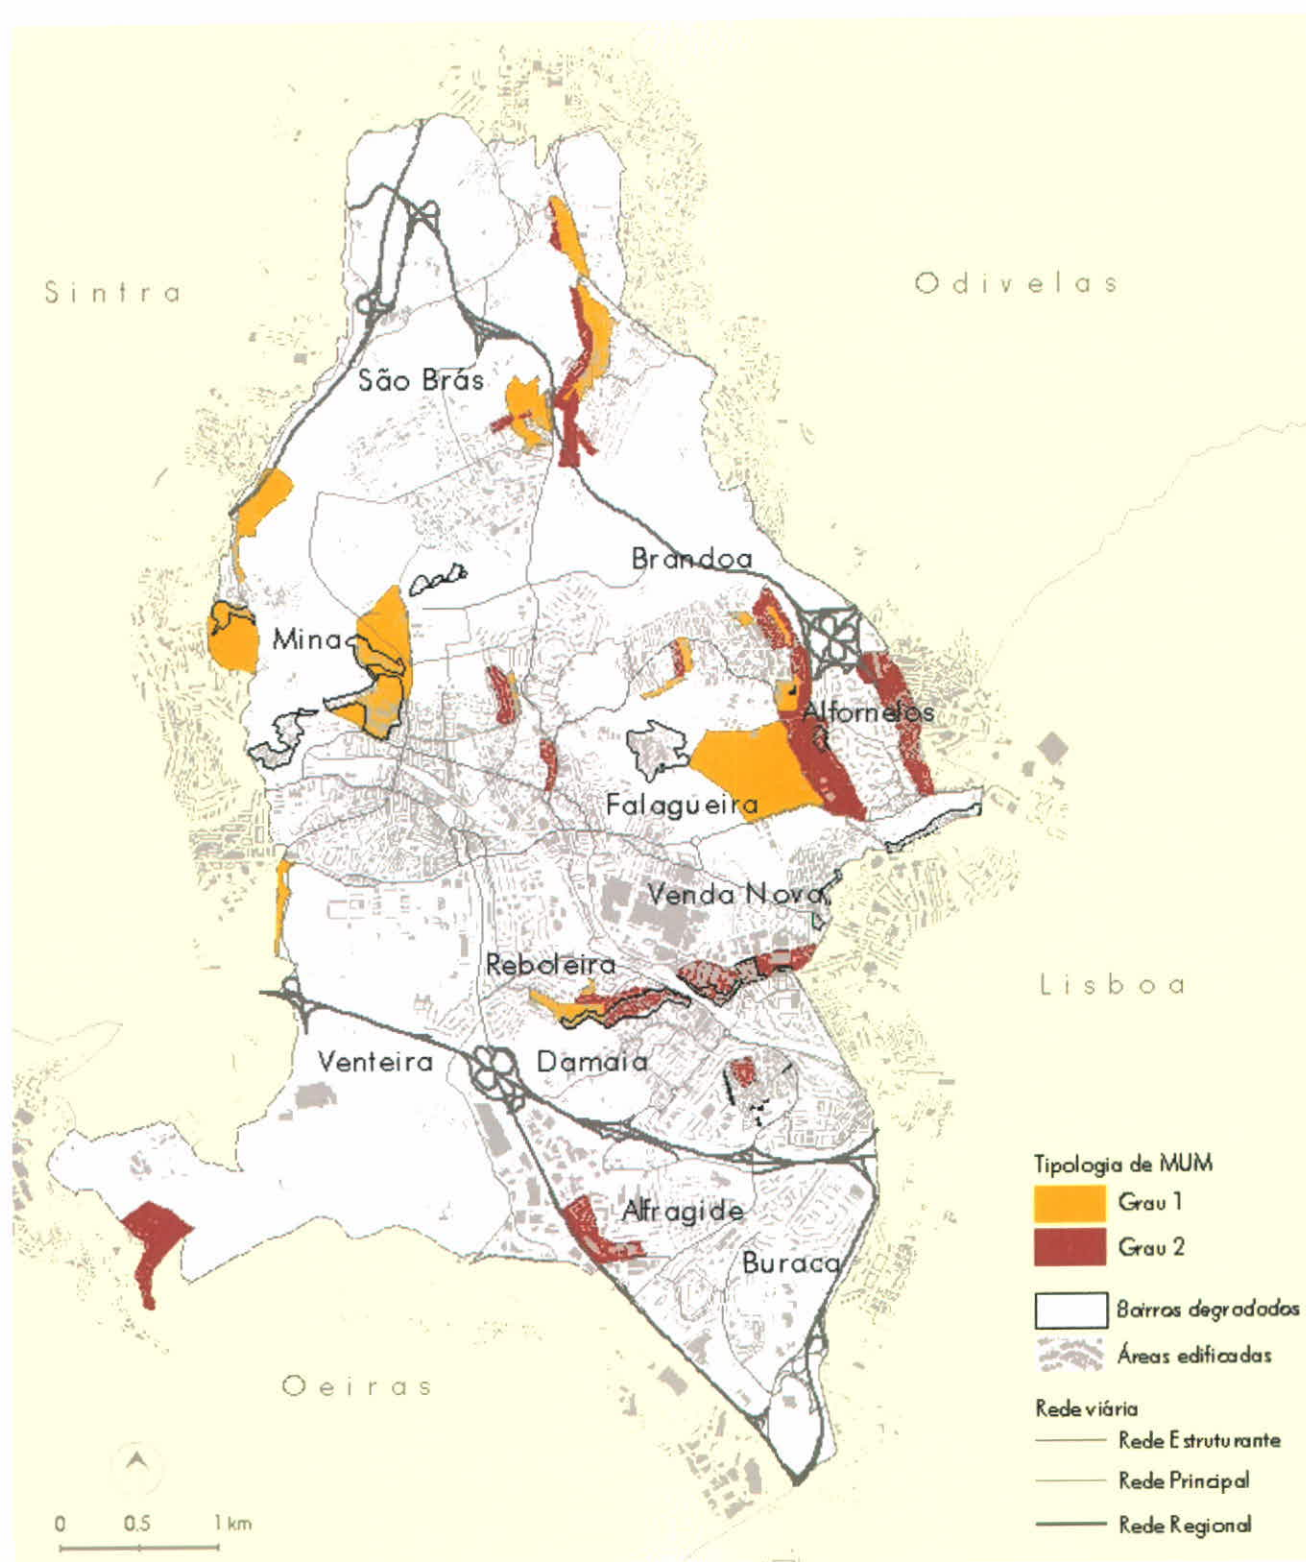 Sintra
Odivelas
São Brás
Brandoa
Mina
Alfornelos
Falagueira
Venda Nova
Reboleira
Lisboa
Venteira
Damaia
Alfragide
Buraca
Oeiras
Tipologia de MUM
Grau 1
Grau 2
Bairros degradados
Áreas edificadas
Rede viária
Rede Estruturante
Rede Principal
Rede Regional
0 0.5 1 km